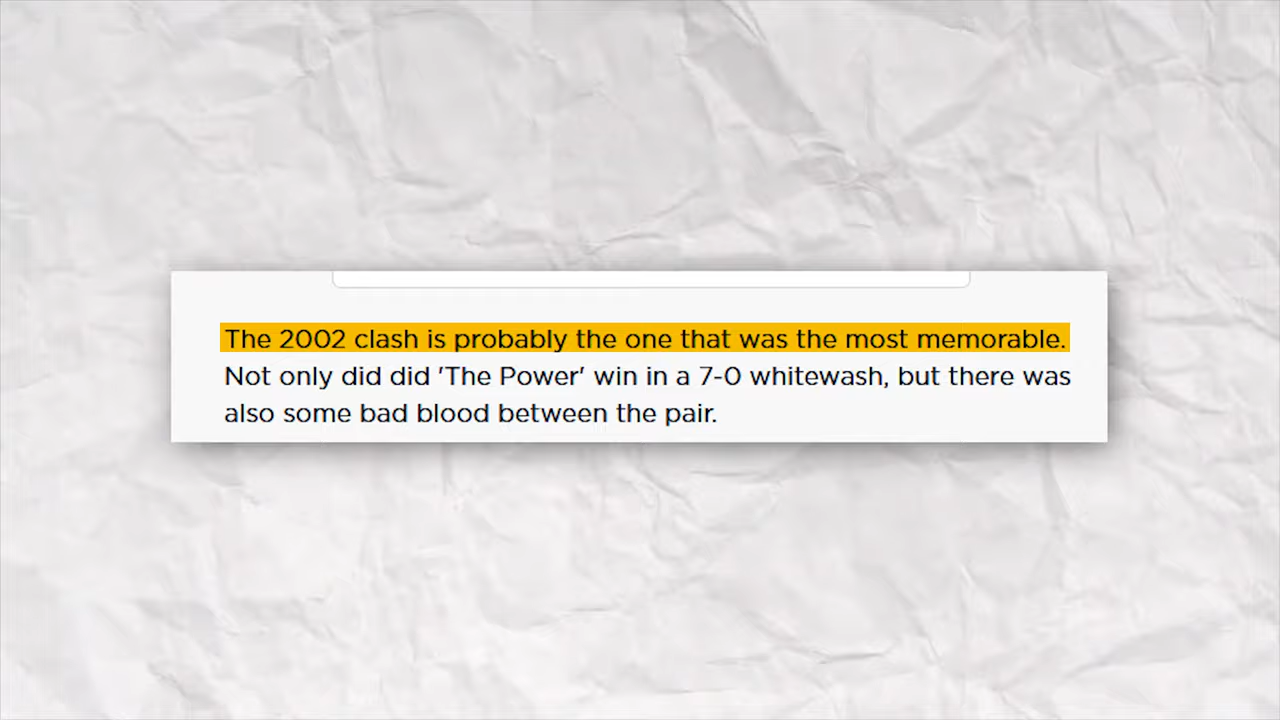 The 2002 clash is probably the one that was the most memorable.
Not only did did 'The Power' win in a 7-0 whitewash, but there was
also some bad blood between the pair.